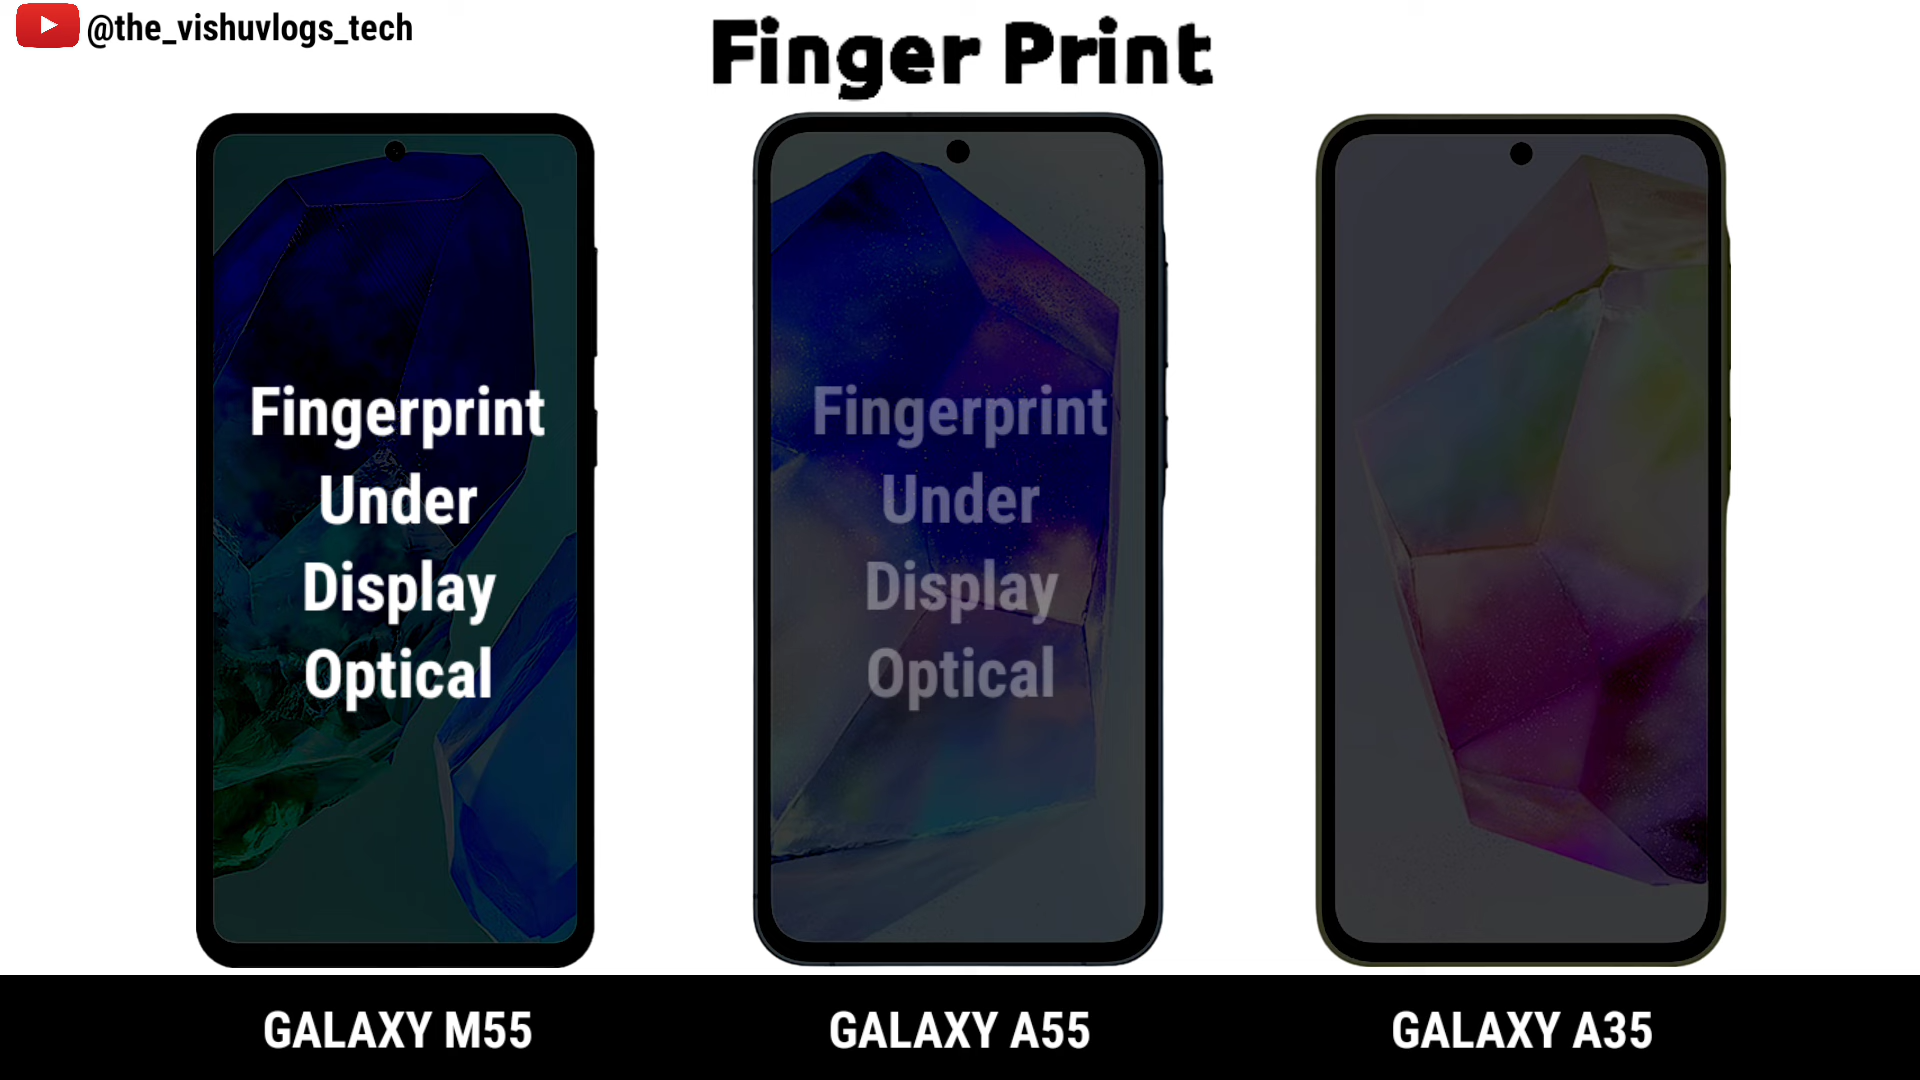 @the_vishuvlogs_tech
Finger Print
Fingerprint
Under
Display
Optical
Fingerprint
Under
Display
Optical
GALAXY M55
GALAXY A55
GALAXY A35